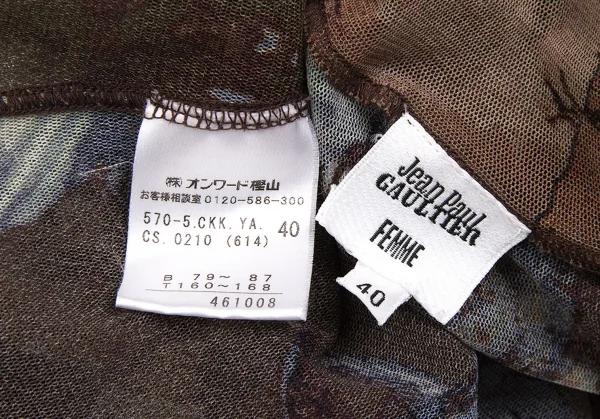 ㈱オンワード樫山
お客様相談室 0120-586-300
570-5.CKK.YA. 40
CS. 0210 (614)
B 79～ 87
T 160～168
461008
Jean Paul
GAULTIER
FEMME
40